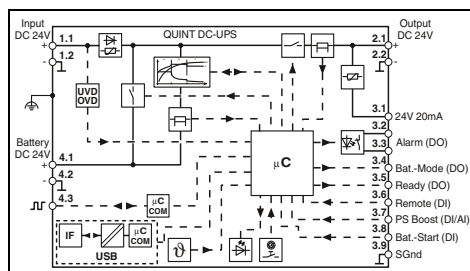 Input
DC 24V
QUINT DC-UPS
Output
DC 24V
1.1
+
1.2
-
2.1
+
2.2
-
UVD
OVD
3.1
24V 20mA
3.2
Alarm (DO)
3.3
Battery
DC 24V
4.1
+
4.2
-
4.3
µC
µC
COM
3.4
Bat.-Mode (DO)
3.5
Ready (DO)
3.6
Remote (DI)
3.7
PS Boost (DI/AI)
3.8
Bat.-Start (DI)
3.9
SGnd
IF
µC
COM
USB
ϑ